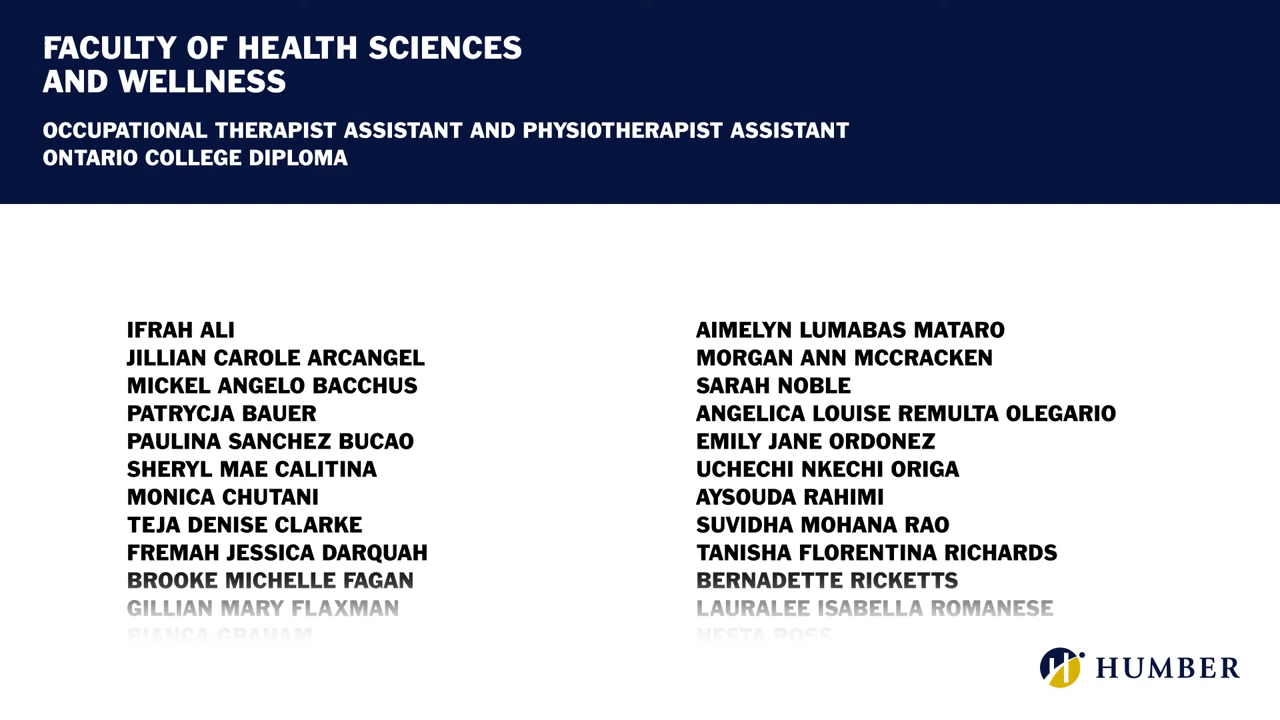 FACULTY OF HEALTH SCIENCES
AND WELLNESS
OCCUPATIONAL THERAPIST ASSISTANT AND PHYSIOTHERAPIST ASSISTANT
ONTARIO COLLEGE DIPLOMA
IFRAH ALI
JILLIAN CAROLE ARCANGEL
MICKEL ANGELO BACCHUS
PATRYCJA BAUER
PAULINA SANCHEZ BUCAO
SHERYL MAE CALITINA
MONICA CHUTANI
TEJA DENISE CLARKE
FREMAH JESSICA DARQUAH
BROOKE MICHELLE FAGAN
GILLIAN MARY FLAXMAN
BIANCA GRAHAM
AIMELYN LUMABAS MATARO
MORGAN ANN MCCRACKEN
SARAH NOBLE
ANGELICA LOUISE REMULTA OLEGARIO
EMILY JANE ORDONEZ
UCHECHI NKECHI ORIGA
AYSOUDA RAHIMI
SUVIDHA MOHANA RAO
TANISHA FLORENTINA RICHARDS
BERNADETTE RICKETTS
LAURALEE ISABELLA ROMANESE
NESTA ROSS
HUMBER